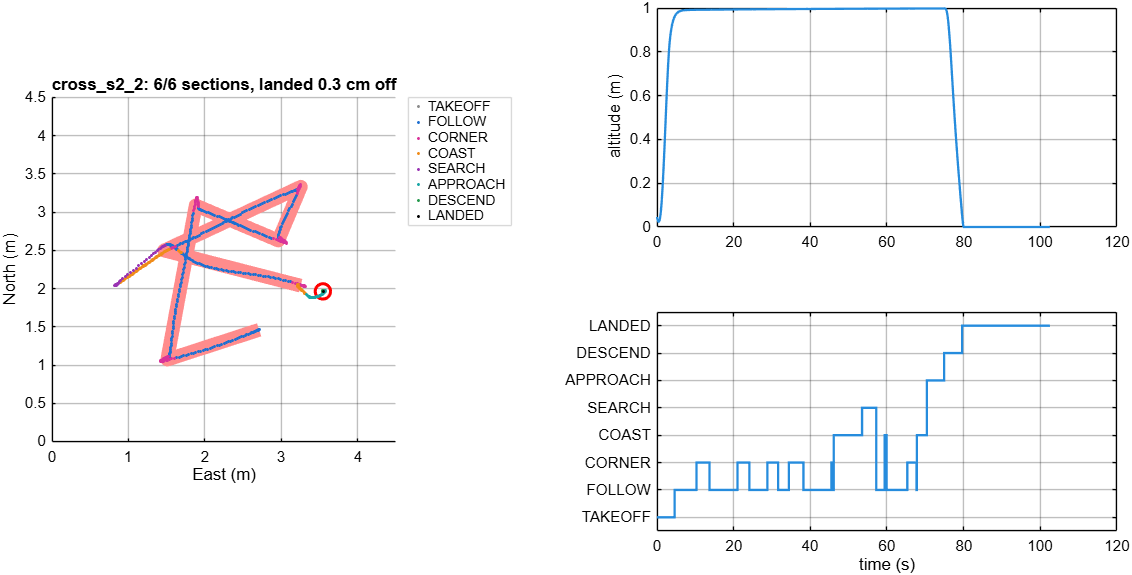 cross_s2_2: 6/6 sections, landed 0.3 cm off
4.5
4
3.5
3
2.5
2
1.5
1
0.5
0
North (m)
0
1
2
3
4
East (m)
TAKEOFF
FOLLOW
CORNER
COAST
SEARCH
APPROACH
DESCEND
LANDED
1
0.8
0.6
0.4
0.2
0
altitude (m)
0
20
40
60
80
100
120
LANDED
DESCEND
APPROACH
SEARCH
COAST
CORNER
FOLLOW
TAKEOFF
0
20
40
60
80
100
120
time (s)